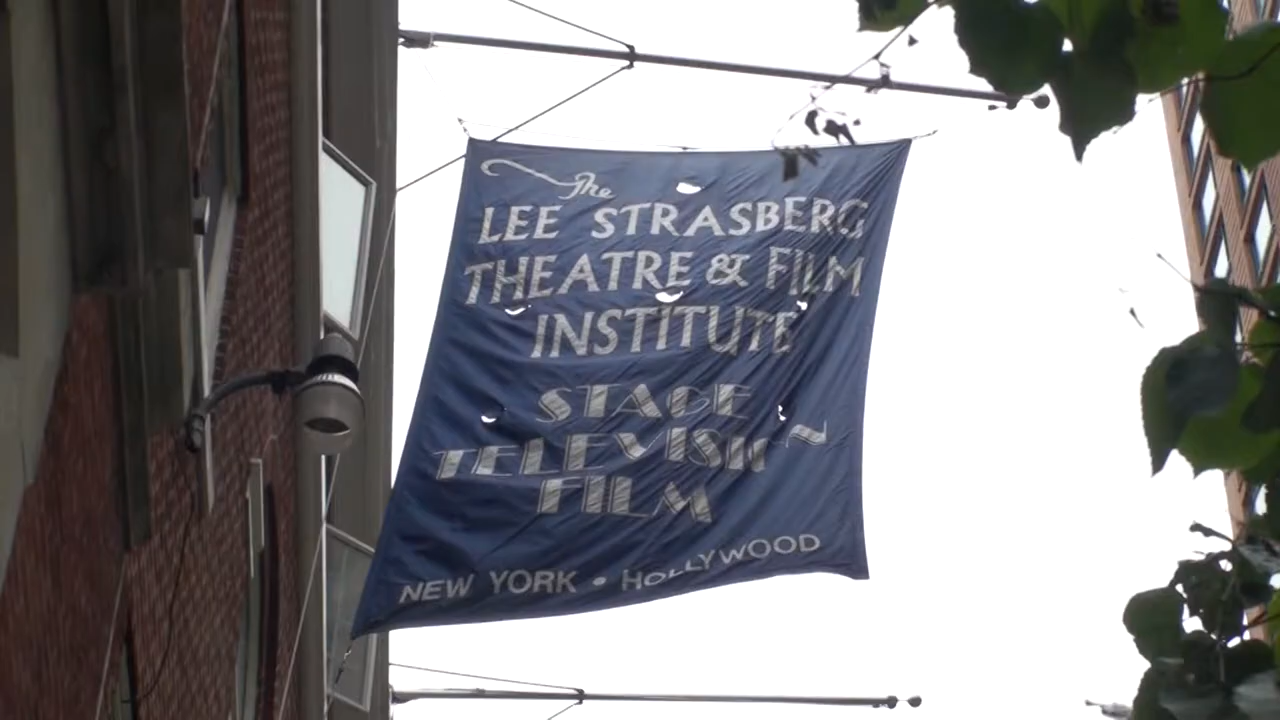 The
LEE STRASBERG
THEATRE & FILM
INSTITUTE
STAGE
TELEVISION
FILM
NEW YORK • HOLLYWOOD